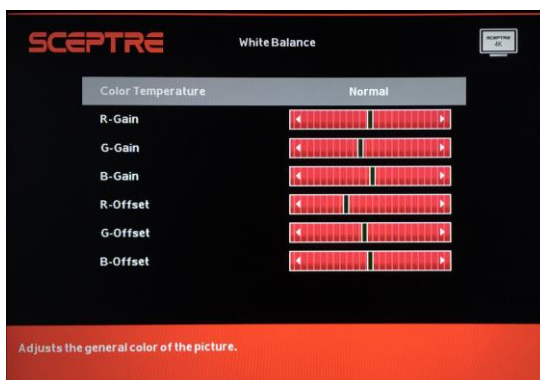 SCEPTRE
White Balance
SCEPTRE
4K
Color Temperature Normal
R-Gain
G-Gain
B-Gain
R-Offset
G-Offset
B-Offset
Adjusts the general color of the picture.